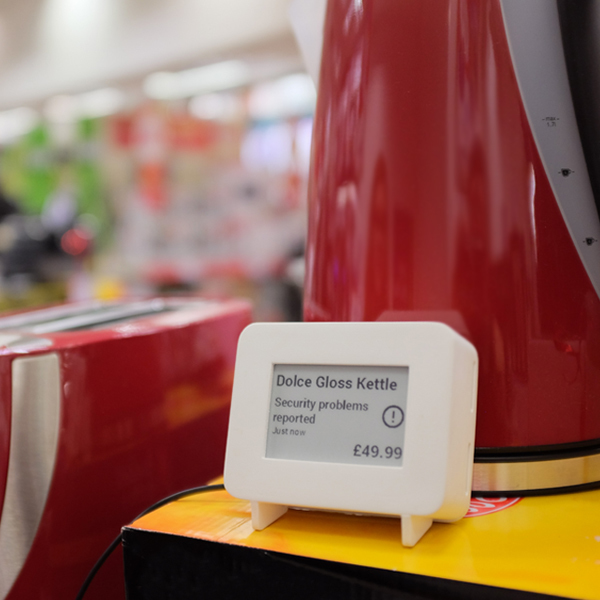 Dolce Gloss Kettle
Security problems
reported
Just now
£49.99